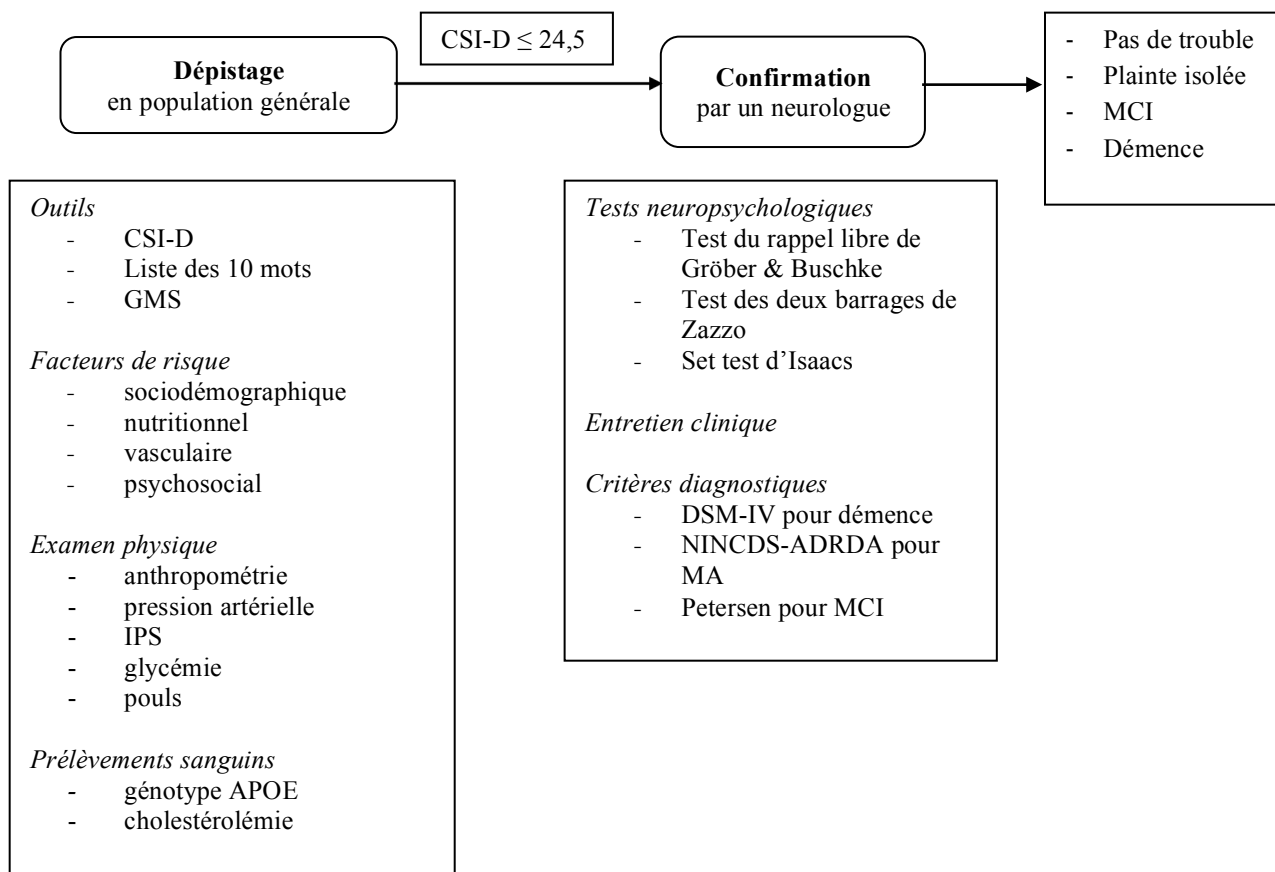 CSI-D ≤ 24,5
Dépistage
en population générale
Confirmation
par un neurologue
- Pas de trouble
- Plainte isolée
- MCI
- Démence
Outils
- CSI-D
- Liste des 10 mots
- GMS
Facteurs de risque
- sociodémographique
- nutritionnel
- vasculaire
- psychosocial
Examen physique
- anthropométrie
- pression artérielle
- IPS
- glycémie
- pouls
Prélèvements sanguins
- génotype APOE
- cholestérolémie
Tests neuropsychologiques
- Test du rappel libre de
Gröber & Buschke
- Test des deux barrages de
Zazzo
- Set test d’Isaacs
Entretien clinique
Critères diagnostiques
- DSM-IV pour démence
- NINCDS-ADRDA pour
MA
- Petersen pour MCI